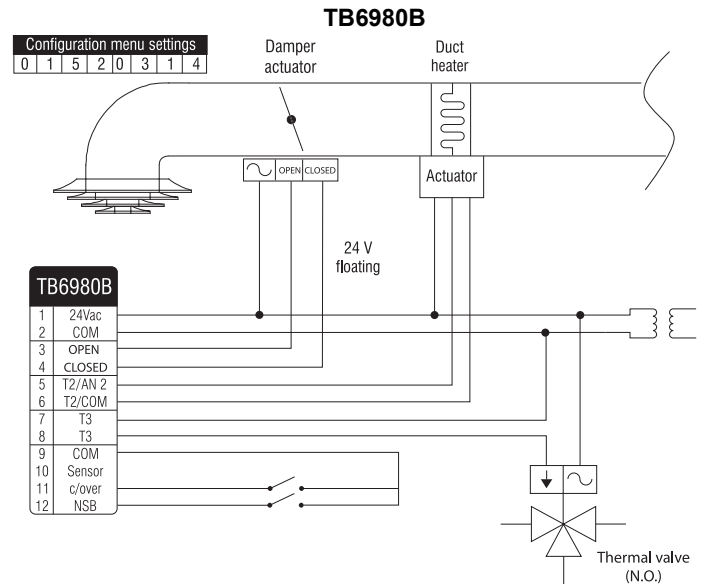 TB6980B
Configuration menu settings
0 1 5 2 0 3 1 4
Damper
actuator
Duct
heater
OPEN CLOSED
Actuator
24 V
floating
TB6980B
1 24Vac
2 COM
3 OPEN
4 CLOSED
5 T2/AN 2
6 T2/COM
7 T3
8 T3
9 COM
10 Sensor
11 c/over
12 NSB
Thermal valve
(N.O.)